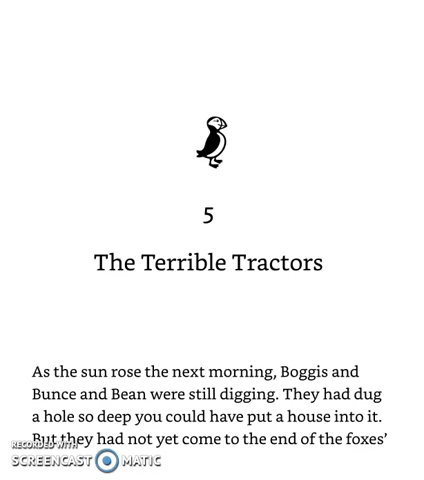 5
The Terrible Tractors
As the sun rose the next morning, Boggis and
Bunce and Bean were still digging. They had dug
a hole so deep you could have put a house into it.
But they had not yet come to the end of the foxes’
RECORDED WITH
SCREENCAST MATIC